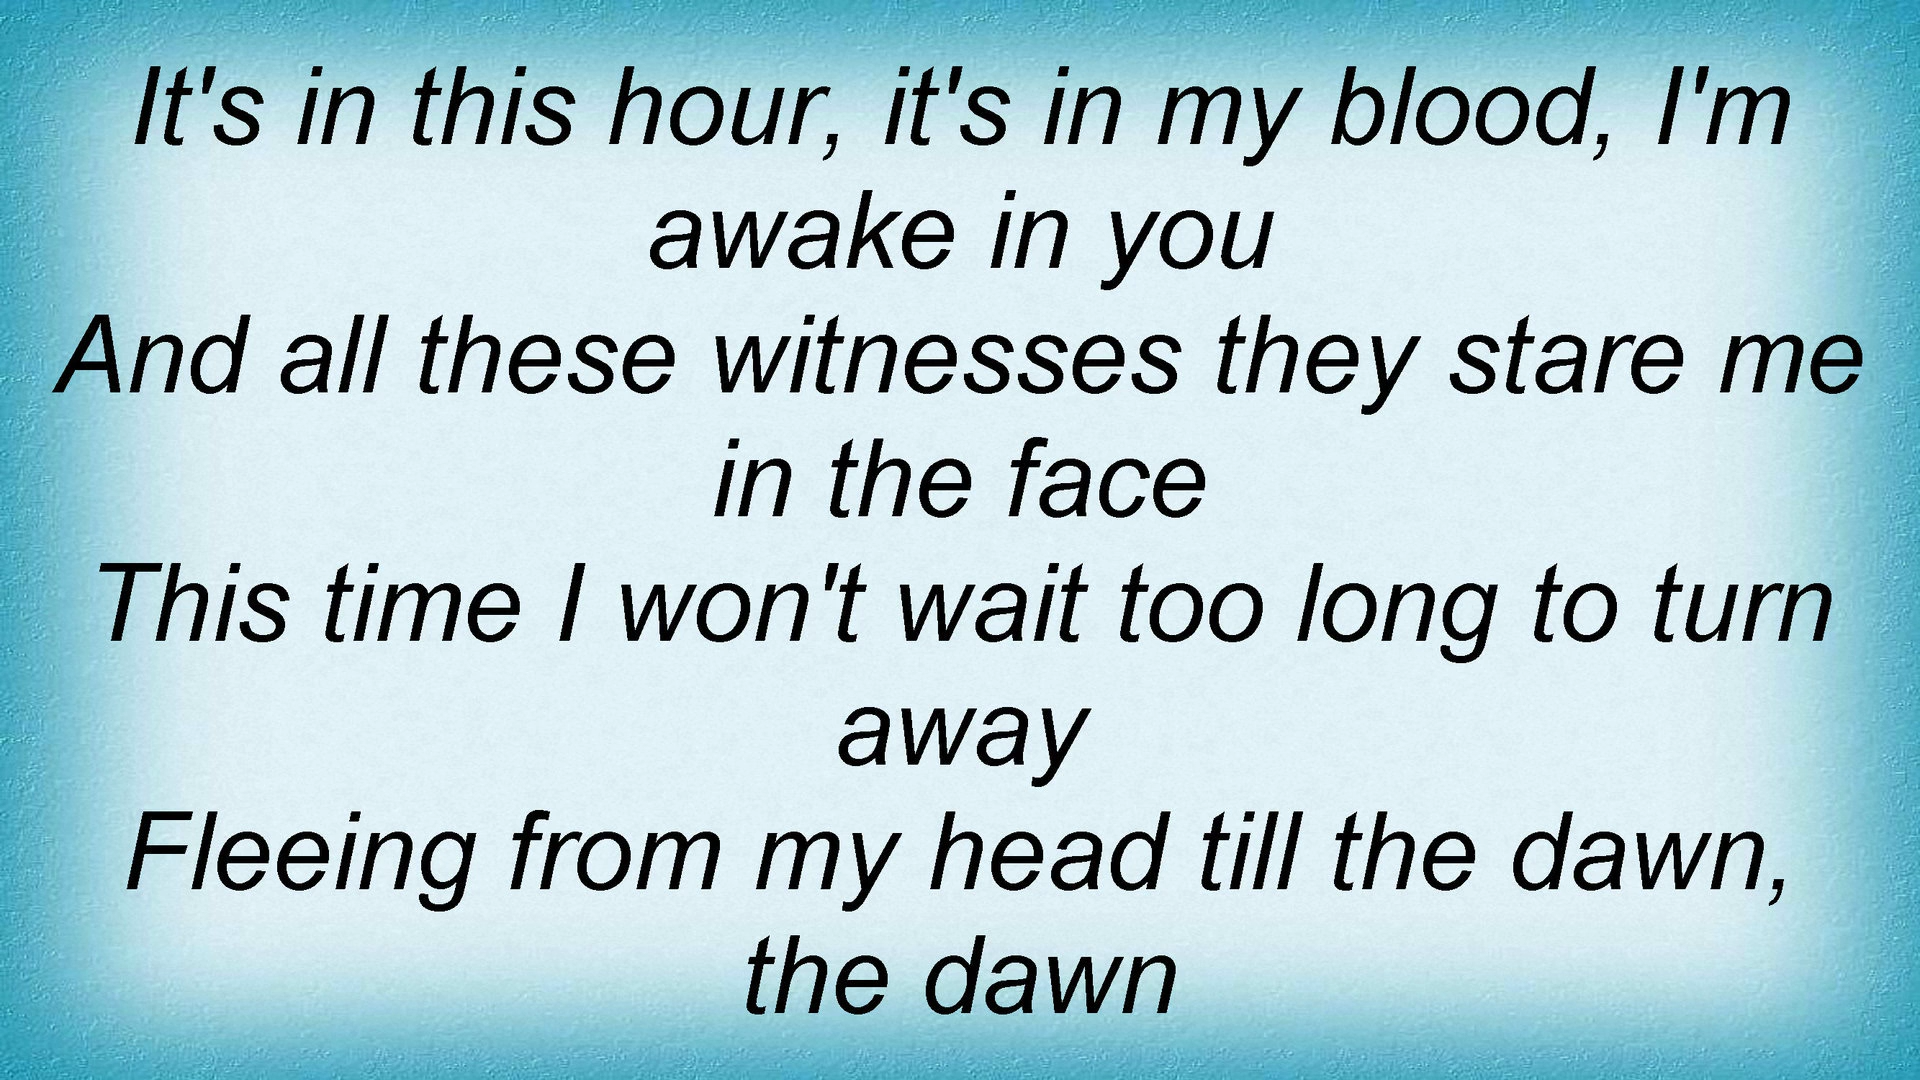 It's in this hour, it's in my blood, I'm
awake in you
And all these witnesses they stare me
in the face
This time I won't wait too long to turn
away
Fleeing from my head till the dawn,
the dawn